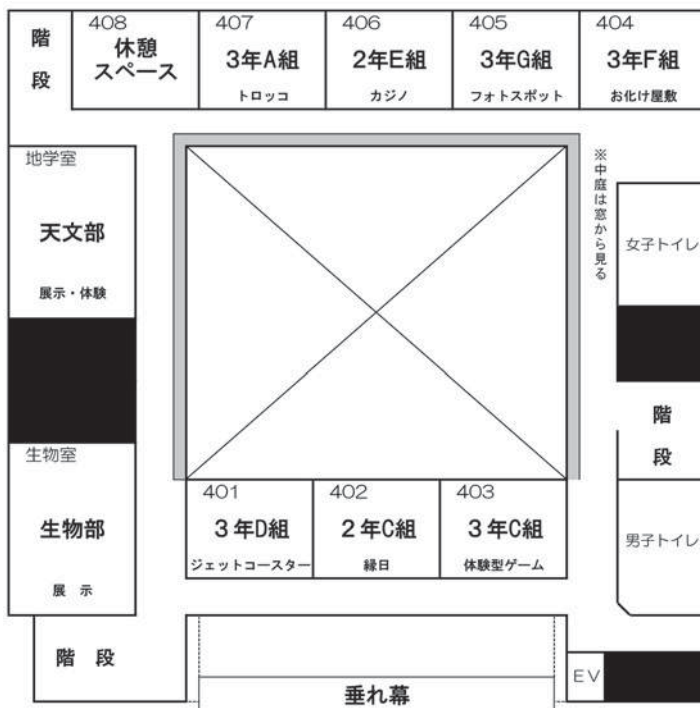 階
段
408
休憩
スペース
407
3年A組
トロッコ
406
2年E組
カジノ
405
3年G組
フォトスポット
404
3年F組
お化け屋敷
地学室
天文部
展示・体験
※中庭は窓から見る
女子トイレ
階
段
生物室
生物部
展 示
401
3年D組
ジェットコースター
402
2年C組
縁日
403
3年C組
体験型ゲーム
男子トイレ
階 段
垂れ幕
EV